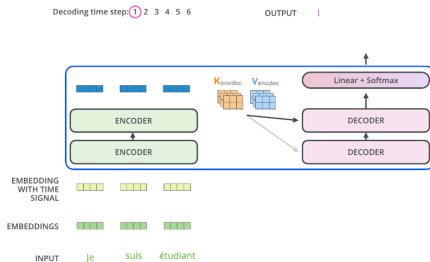 Decoding time step: 1 2 3 4 5 6
OUTPUT I
Kencdec Vencdec
Linear + Softmax
ENCODER
DECODER
ENCODER
DECODER
EMBEDDING
WITH TIME
SIGNAL
EMBEDDINGS
INPUT Je suis étudiant